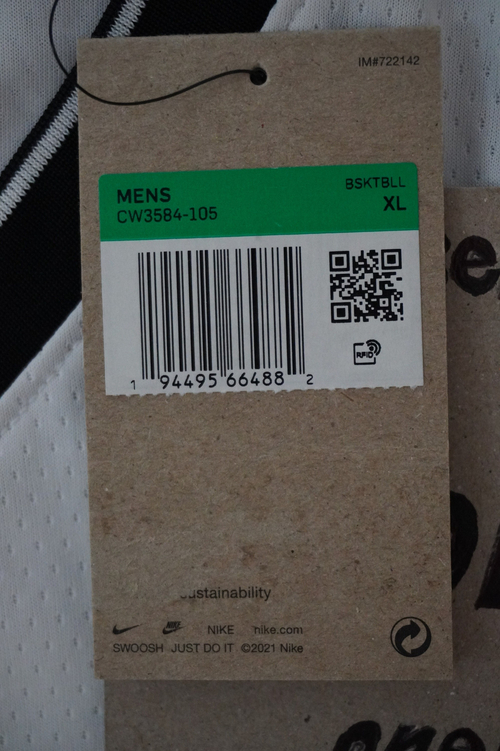 IM#722142
MENS BSKTBLL
CW3584-105 XL
RFID
1 94495 66488 2
NIKE nike.com
SWOOSH JUST DO IT ©2021 Nike